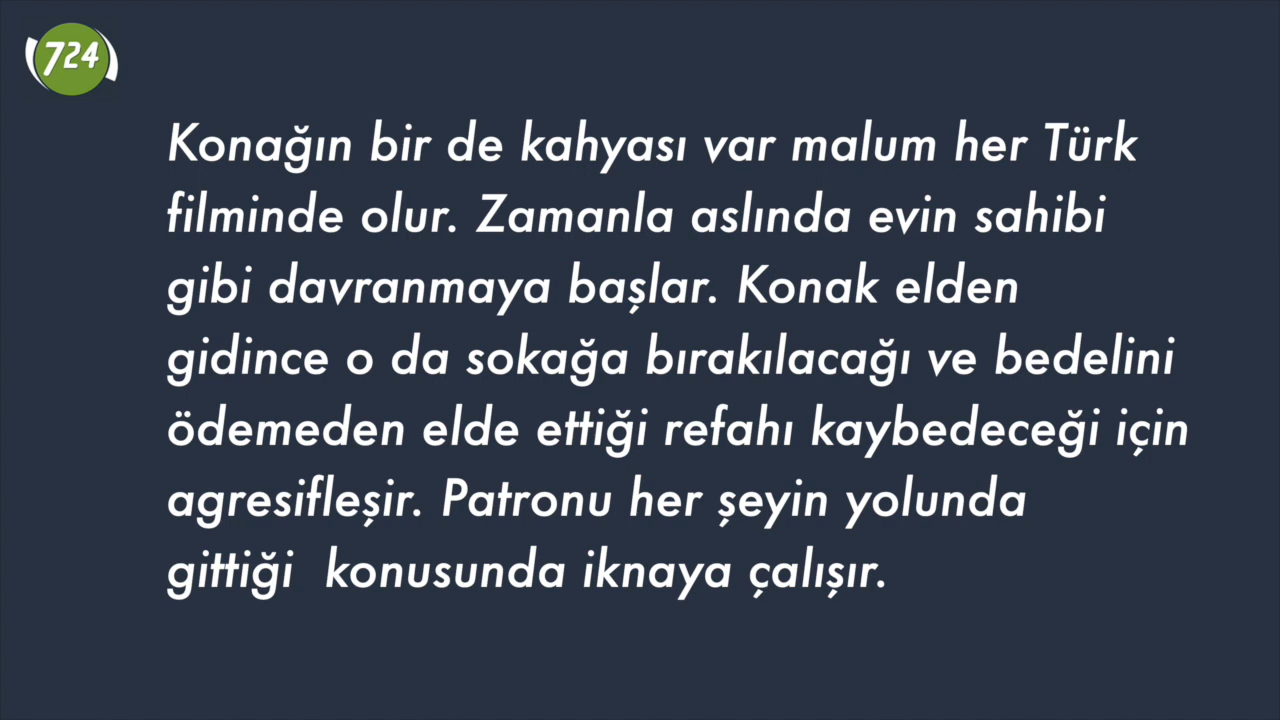 724
Konağın bir de kahyası var malum her Türk
filminde olur. Zamanla aslında evin sahibi
gibi davranmaya başlar. Konak elden
gidince o da sokağa bırakılacağı ve bedelini
ödemeden elde ettiği refahı kaybedeceği için
agresifleşir. Patronu her şeyin yolunda
gittiği  konusunda iknaya çalışır.